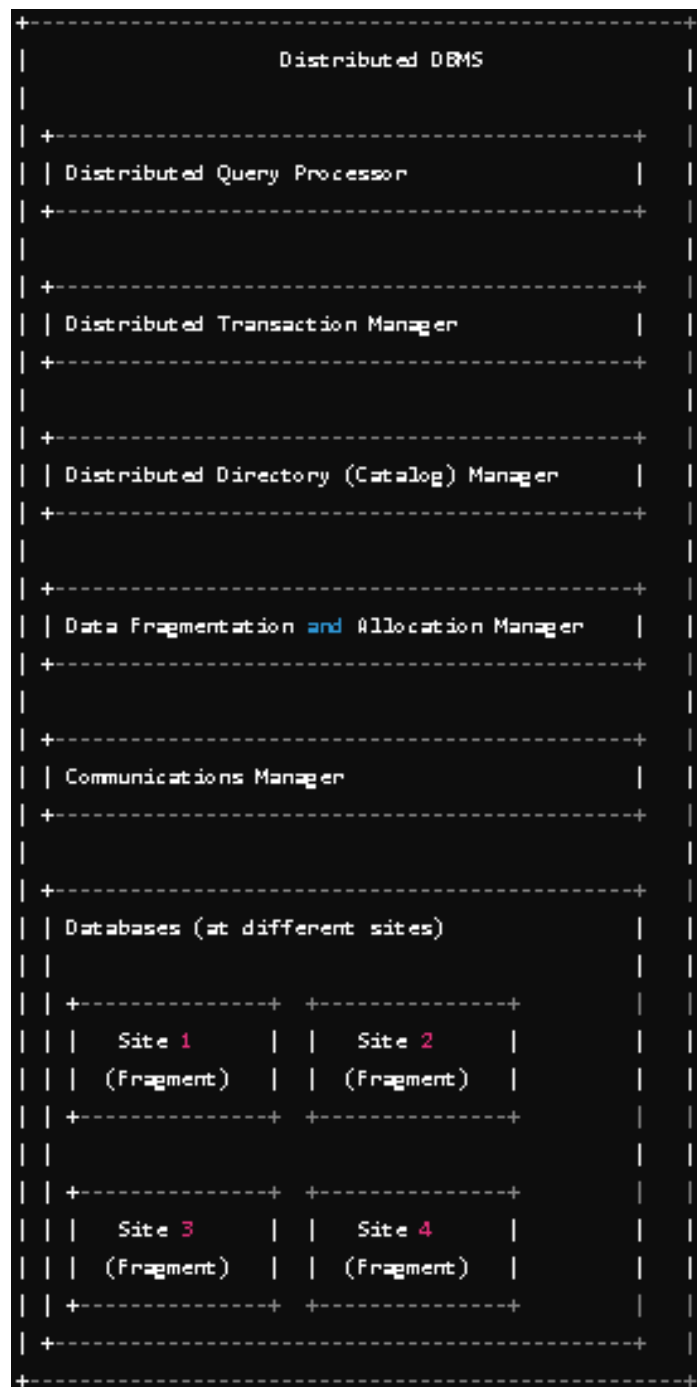 Distributed DBMS
Distributed Query Processor
Distributed Transaction Manager
Distributed Directory (Catalog) Manager
Data Fragmentation and Allocation Manager
Communications Manager
Databases (at different sites)
Site 1 Site 2
(Fragment) (Fragment)
Site 3 Site 4
(Fragment) (Fragment)